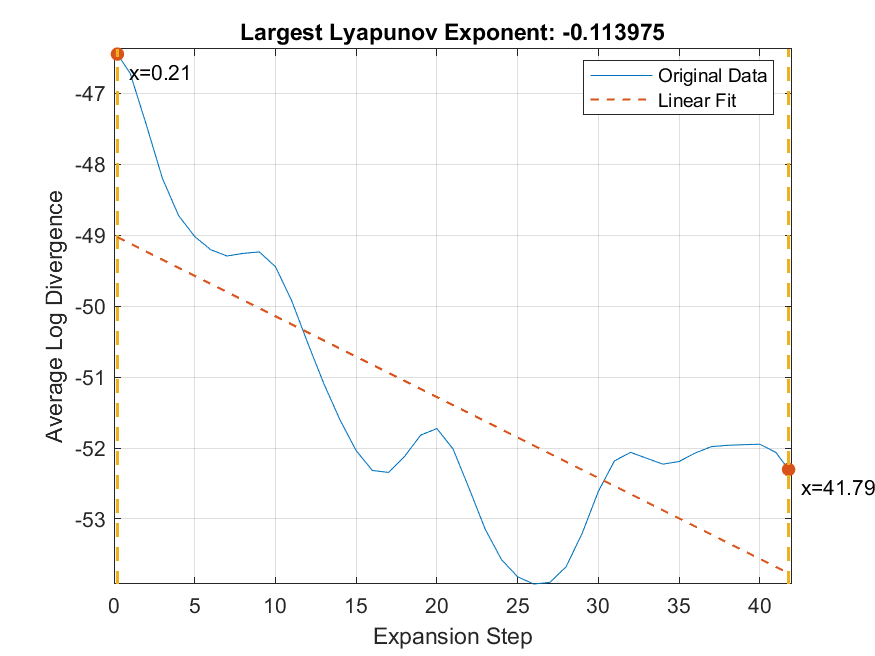 Largest Lyapunov Exponent: -0.113975
x=0.21
Original Data
Linear Fit
-47
-48
-49
-50
-51
-52
-53
Average Log Divergence
x=41.79
0 5 10 15 20 25 30 35 40
Expansion Step